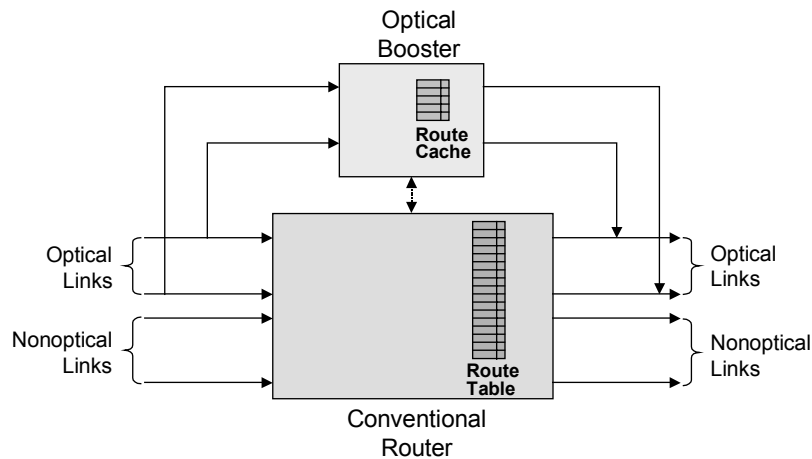 Optical
Booster
Route
Cache
Optical
Links
Optical
Links
Nonoptical
Links
Nonoptical
Links
Route
Table
Conventional
Router